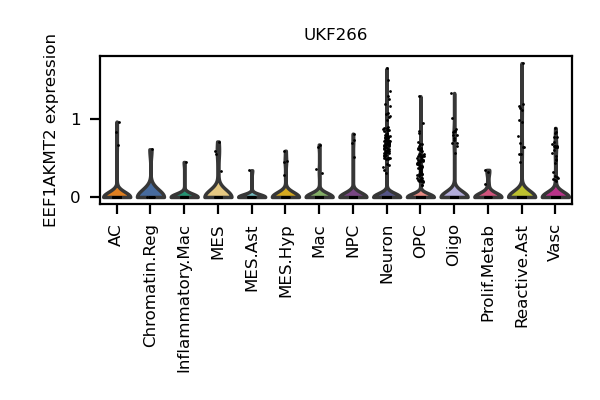 UKF266
EEF1AKMT2 expression
1
0
AC
Chromatin.Reg
Inflammatory.Mac
MES
MES.Ast
MES.Hyp
Mac
NPC
Neuron
OPC
Oligo
Prolif.Metab
Reactive.Ast
Vasc